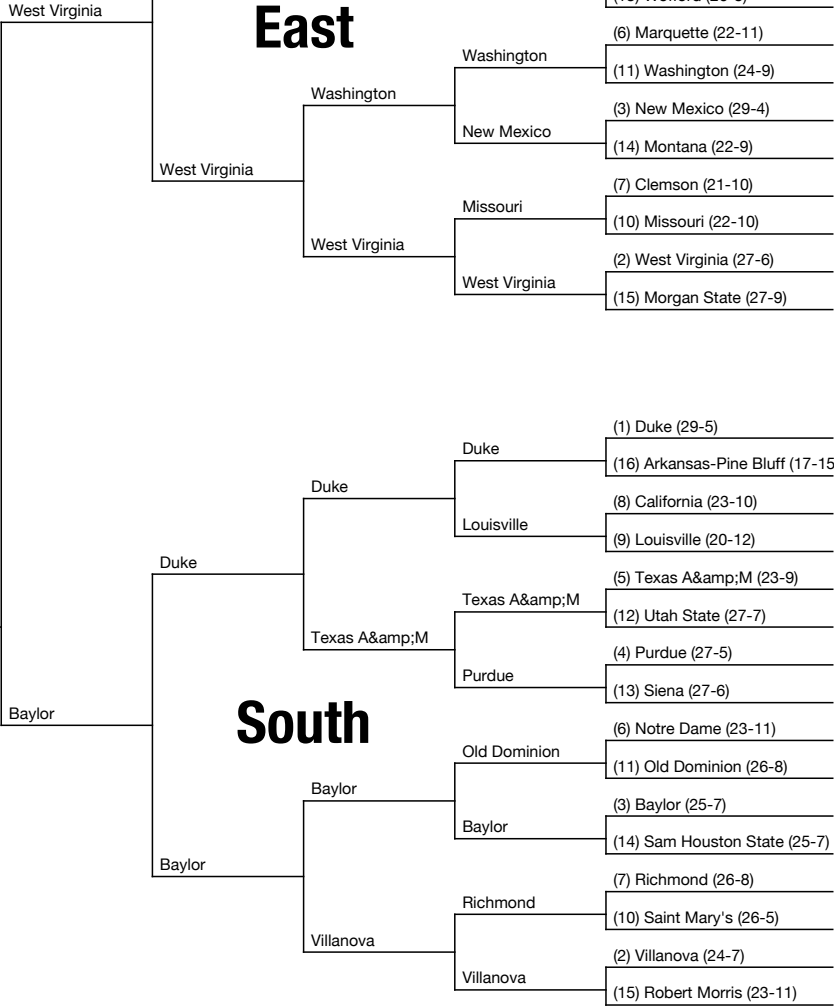 West Virginia
East
(6) Marquette (22-11)
Washington
(11) Washington (24-9)
Washington
(3) New Mexico (29-4)
New Mexico
(14) Montana (22-9)
West Virginia
(7) Clemson (21-10)
Missouri
(10) Missouri (22-10)
West Virginia
(2) West Virginia (27-6)
West Virginia
(15) Morgan State (27-9)
(1) Duke (29-5)
Duke
(16) Arkansas-Pine Bluff (17-15
Duke
(8) California (23-10)
Louisville
(9) Louisville (20-12)
Duke
(5) Texas A&amp;M (23-9)
Texas A&amp;M
(12) Utah State (27-7)
Texas A&amp;M
(4) Purdue (27-5)
Purdue
(13) Siena (27-6)
Baylor
South
(6) Notre Dame (23-11)
Old Dominion
(11) Old Dominion (26-8)
Baylor
(3) Baylor (25-7)
Baylor
(14) Sam Houston State (25-7)
Baylor
(7) Richmond (26-8)
Richmond
(10) Saint Mary's (26-5)
Villanova
(2) Villanova (24-7)
Villanova
(15) Robert Morris (23-11)